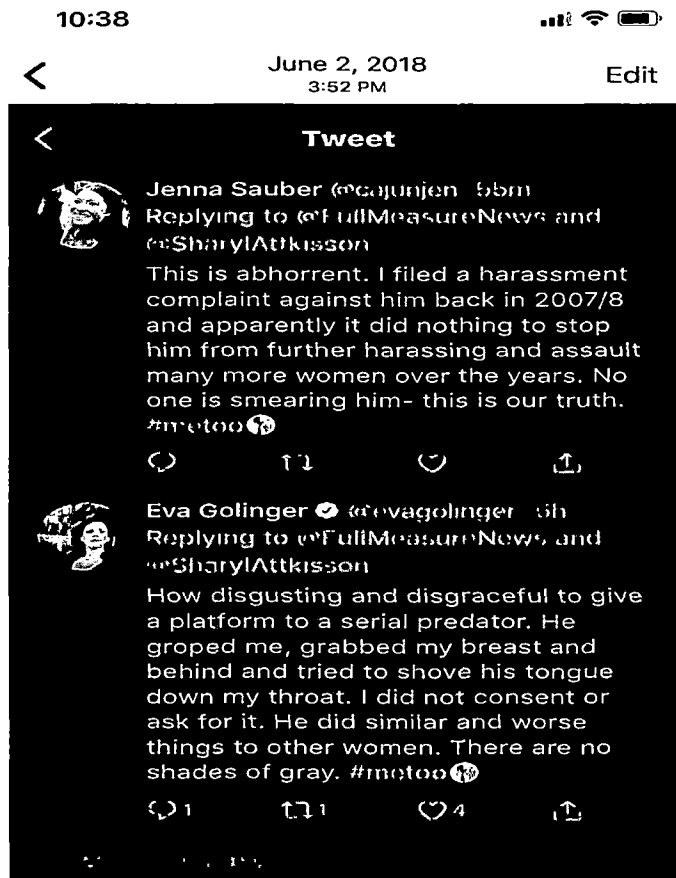 10:38
June 2, 2018
3:52 PM
Edit
Tweet
Jenna Sauber @cajunjen 55m
Replying to @FullMeasureNews and
@SharylAttkisson
This is abhorrent. I filed a harassment
complaint against him back in 2007/8
and apparently it did nothing to stop
him from further harassing and assault
many more women over the years. No
one is smearing him- this is our truth.
#metoo
Eva Golinger @evagolinger 5h
Replying to @FullMeasureNews and
@SharylAttkisson
How disgusting and disgraceful to give
a platform to a serial predator. He
groped me, grabbed my breast and
behind and tried to shove his tongue
down my throat. I did not consent or
ask for it. He did similar and worse
things to other women. There are no
shades of gray. #metoo
1 1 4